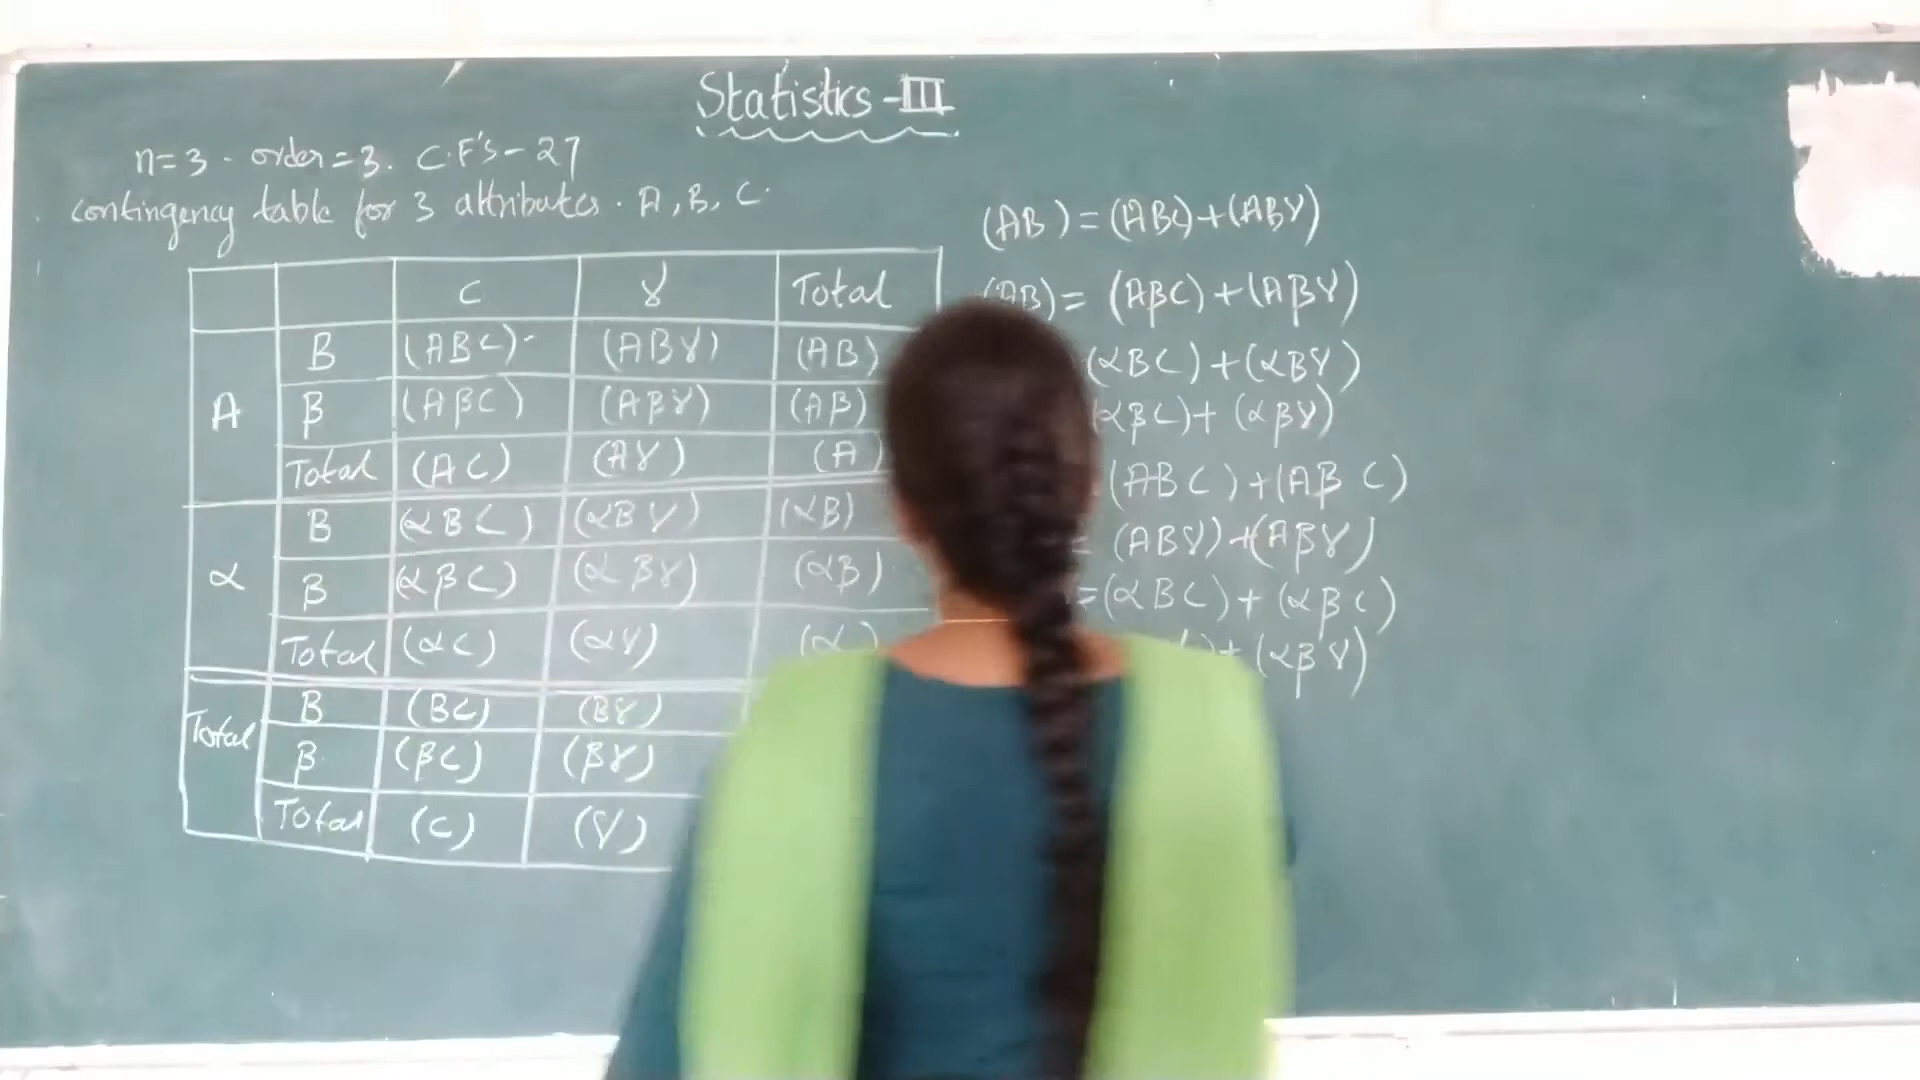 Statistics-III
n=3 - order=3. C.F's-27
contingency table for 3 attributes. A, B, C.
C γ Total
A
B (ABC) (ABγ) (AB)
β (AβC) (Aβγ) (Aβ)
Total (AC) (Aγ) (A)
α
B (αBC) (αBγ) (αB)
β (αβC) (αβγ) (αβ)
Total (αC) (αγ) (α)
Total
B (BC) (Bγ)
β (βC) (βγ)
Total (C) (γ)
(AB) = (ABC)+(ABγ)
(Aβ) = (AβC)+(Aβγ)
(αBC)+(αBγ)
(αβC)+(αβγ)
(ABC)+(AβC)
= (ABγ)+(Aβγ)
=(αBC)+(αβC)
)+(αβγ)